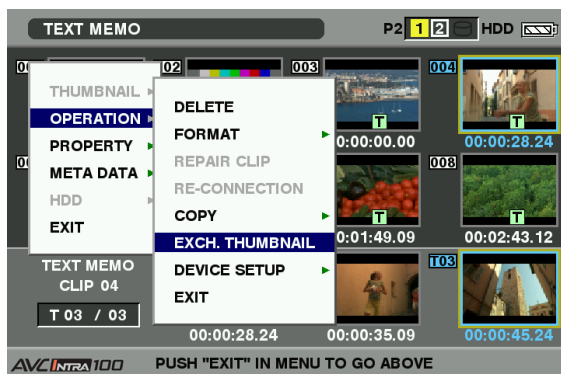 TEXT MEMO
P2 1 2 HDD
02 003 004
THUMBNAIL
OPERATION
PROPERTY
META DATA
HDD
EXIT
DELETE
FORMAT
REPAIR CLIP
RE-CONNECTION
COPY
EXCH. THUMBNAIL
DEVICE SETUP
EXIT
T
T
0:00:00.00
00:00:28.24
008
T
T
0:01:49.09
00:02:43.12
TEXT MEMO
CLIP 04
T 03 / 03
T03
00:00:28.24
00:00:35.09
00:00:45.24
AVC INTRA 100
PUSH "EXIT" IN MENU TO GO ABOVE